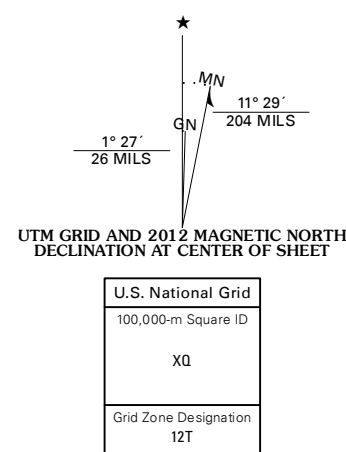 ★
MN
11° 29´
204 MILS
GN
1° 27´
26 MILS
UTM GRID AND 2012 MAGNETIC NORTH
DECLINATION AT CENTER OF SHEET
U.S. National Grid
100,000-m Square ID
XQ
Grid Zone Designation
12T